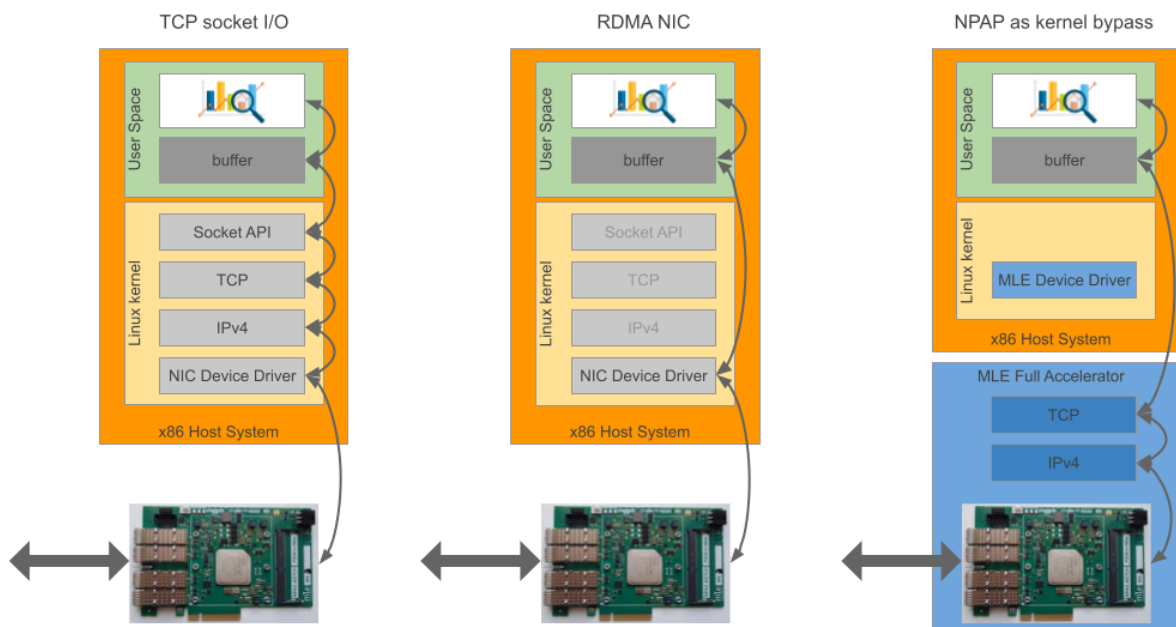 TCP socket I/O
User Space
buffer
Linux kernel
Socket API
TCP
IPv4
NIC Device Driver
x86 Host System
RDMA NIC
User Space
buffer
Linux kernel
Socket API
TCP
IPv4
NIC Device Driver
x86 Host System
NPAP as kernel bypass
User Space
buffer
Linux kernel
MLE Device Driver
x86 Host System
MLE Full Accelerator
TCP
IPv4